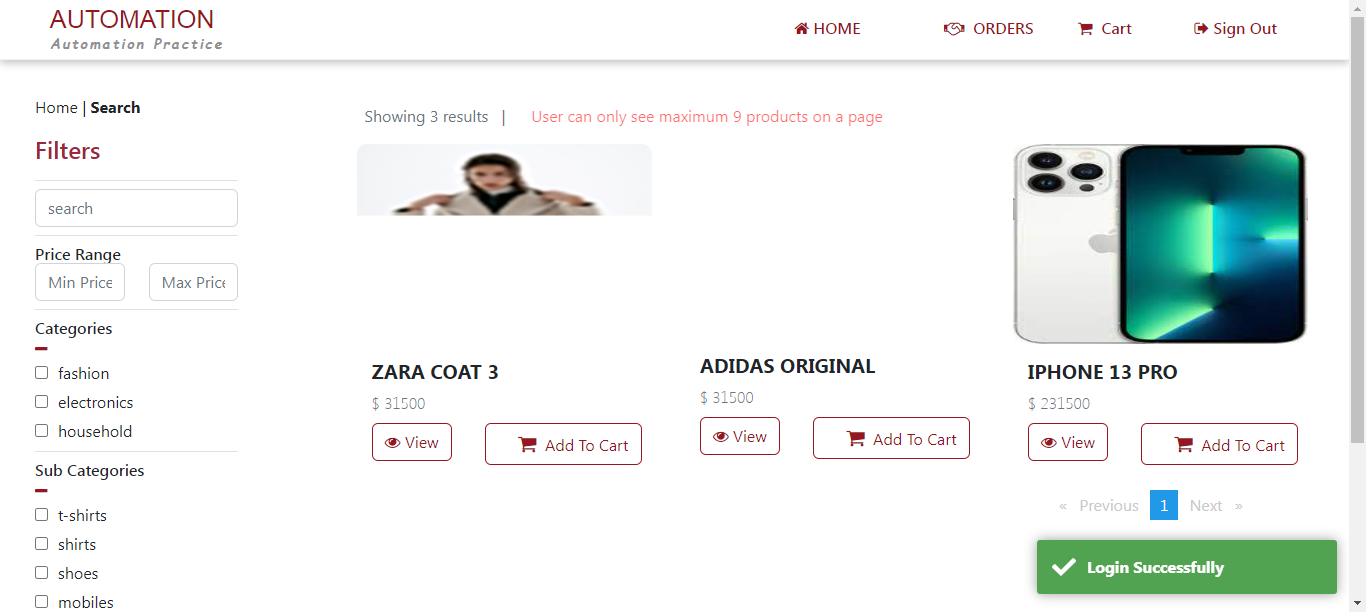 AUTOMATION
Automation Practice
HOME
ORDERS
Cart
Sign Out
Home | Search
Filters
search
Price Range
Min Price
Max Price
Categories
fashion
electronics
household
Sub Categories
t-shirts
shirts
shoes
mobiles
Showing 3 results |
User can only see maximum 9 products on a page
ZARA COAT 3
$ 31500
View
Add To Cart
ADIDAS ORIGINAL
$ 31500
View
Add To Cart
IPHONE 13 PRO
$ 231500
View
Add To Cart
« Previous 1 Next »
Login Successfully